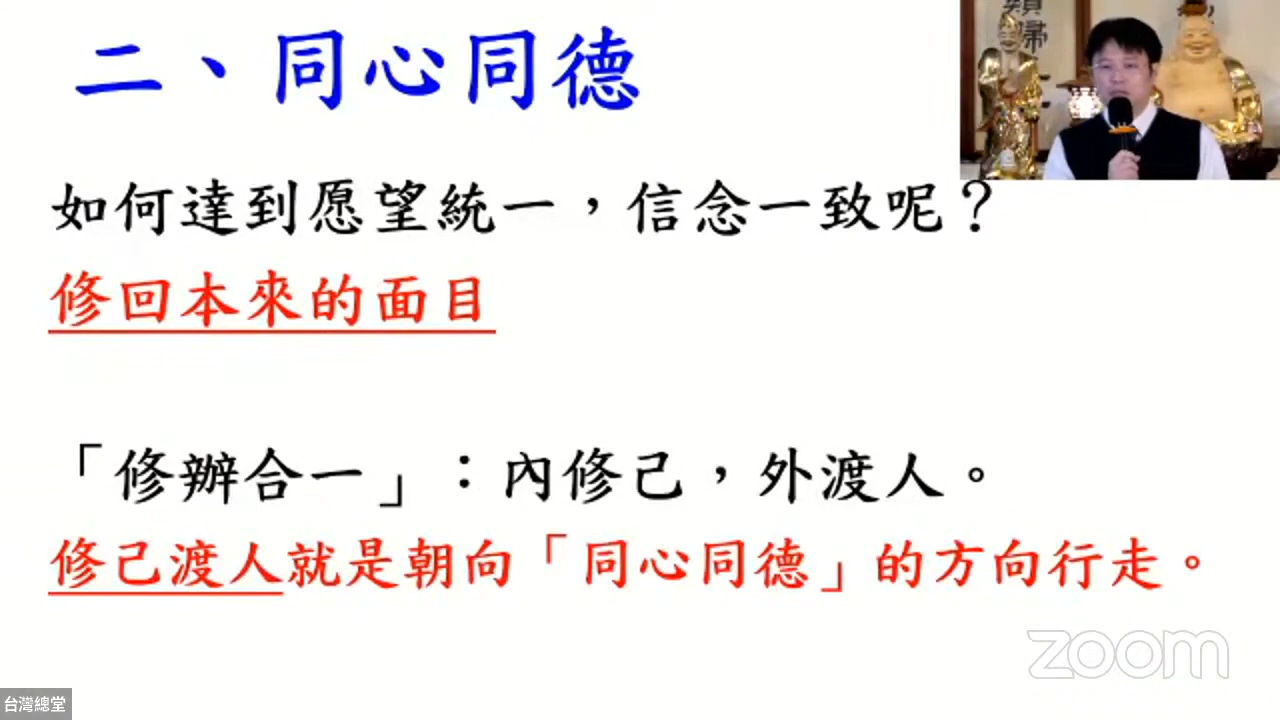 二、同心同德
如何達到愿望統一，信念一致呢？
修回本來的面目
「修辦合一」：內修己，外渡人。
修己渡人就是朝向「同心同德」的方向行走。
zoom
台灣總堂